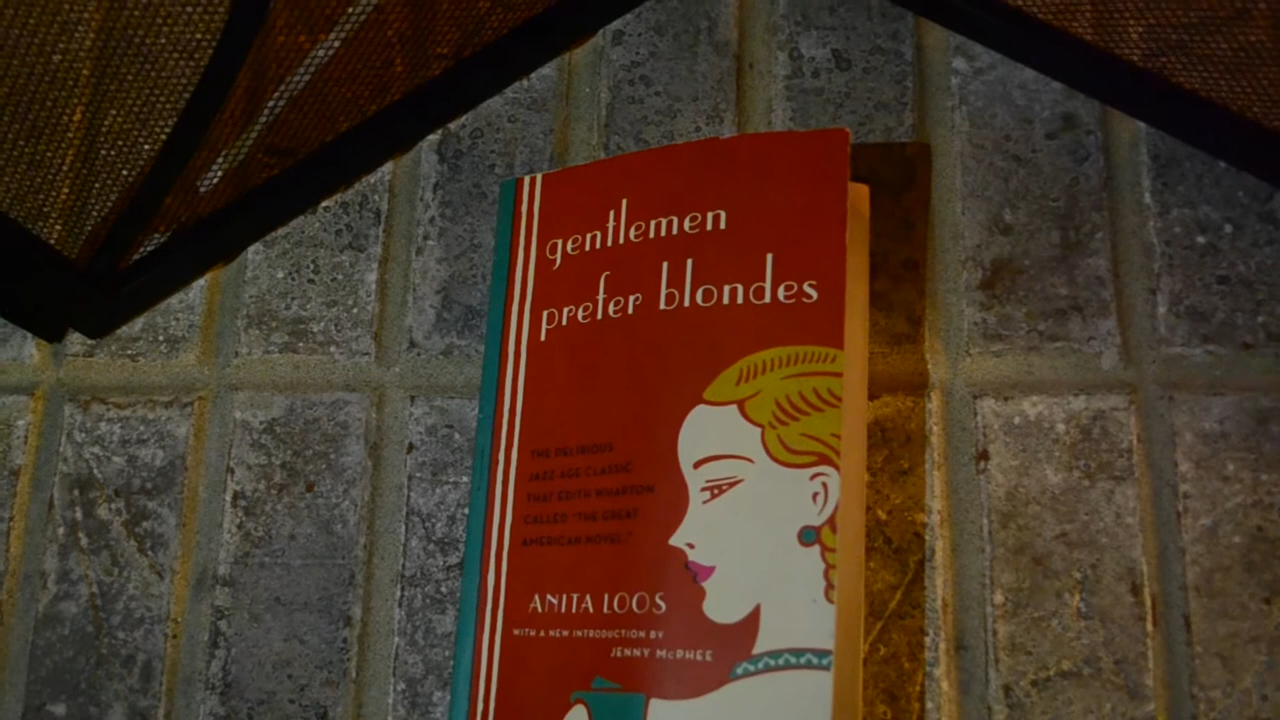 gentlemen
prefer blondes
THE DELIRIOUS
JAZZ-AGE CLASSIC
THAT EDITH WHARTON
CALLED "THE GREAT
AMERICAN NOVEL."
ANITA LOOS
WITH A NEW INTRODUCTION BY
JENNY McPHEE